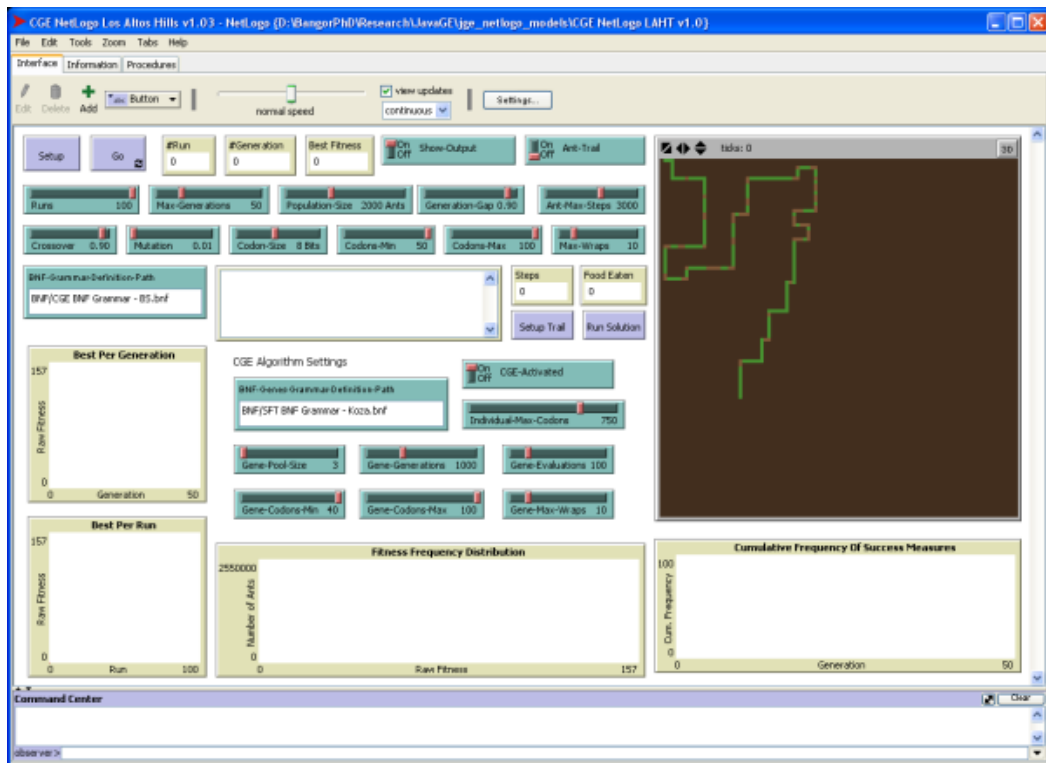 CGE NetLogo Los Altos Hills v1.03 - NetLogo {D:\BangorPhD\Research\JavaGE\jge_netlogo_models\CGE NetLogo LAHT v1.0}
File Edit Tools Zoom Tabs Help
Interface Information Procedures
Edit Delete Add Button normal speed view updates continuous Settings...
Setup Go #Run 0 #Generation 0 Best Fitness 0 On Off Show-Output On Off Ant-Trail
ticks: 0 3D
Runs 100 Max-Generations 50 Population-Size 2000 Ants Generation-Gap 0.90 Ant-Max-Steps 3000
Crossover 0.90 Mutation 0.01 Codon-Size 8 Bits Codons-Min 50 Codons-Max 100 Max-Wraps 10
BNF-Grammar-Definition-Path
BNF/CGE BNF Grammar - BS.bnf
Steps 0 Food Eaten 0
Setup Trail Run Solution
Best Per Generation
157
Raw Fitness
0
0 Generation 50
CGE Algorithm Settings
On Off CGE-Activated
BNF-Genes-Grammar-Definition-Path
BNF/SFT BNF Grammar - Koza.bnf
Individual-Max-Codons 750
Gene-Pool-Size 3 Gene-Generations 1000 Gene-Evaluations 100
Gene-Codons-Min 40 Gene-Codons-Max 100 Gene-Max-Wraps 10
Best Per Run
157
Raw Fitness
0
0 Run 100
Fitness Frequency Distribution
2550000
Number of Ants
0
0 Raw Fitness 157
Cumulative Frequency Of Success Measures
100
Cum. Frequency
0
0 Generation 50
Command Center Clear
observer>